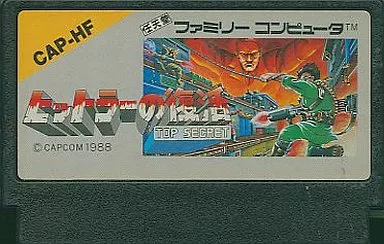 CAP-HF
ファミリー コンピュータ™
ヒットラーの復活
TOP SECRET
© CAPCOM 1988